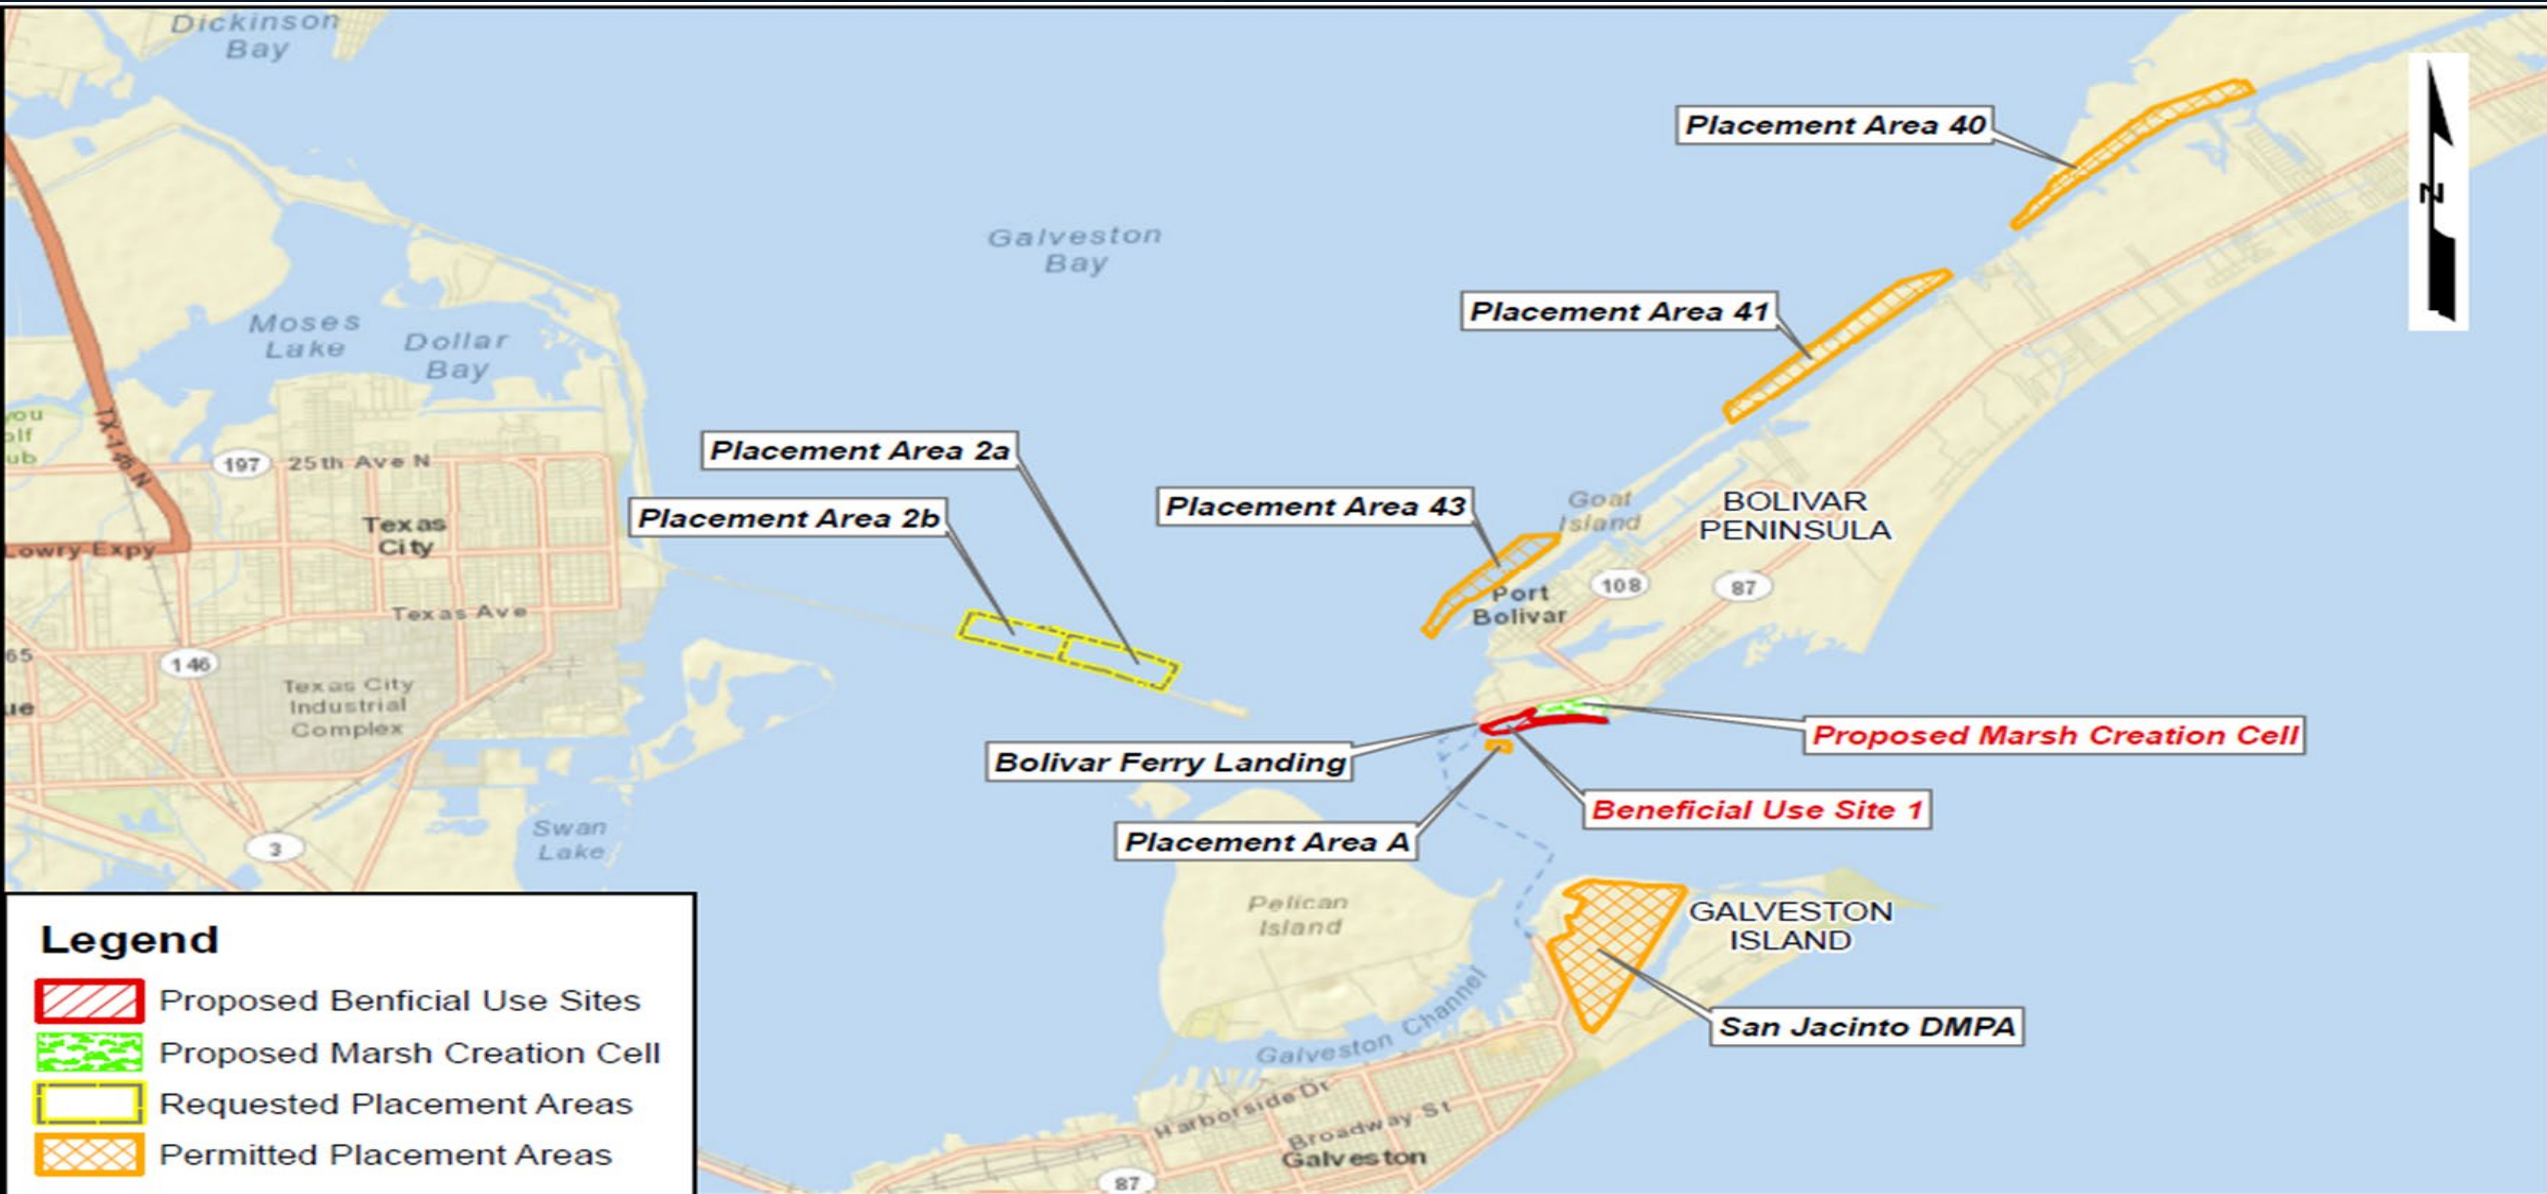 Dickinson
Bay
Placement Area 40
N
Galveston
Bay
Placement Area 41
Moses
Lake
Dollar
Bay
TX-146 N
197
25th Ave N
Placement Area 2a
Placement Area 2b
Placement Area 43
Goat
Island
BOLIVAR
PENINSULA
Texas
City
Lowry Expy
108
87
Port
Bolivar
Texas Ave
146
65
Texas City
Industrial
Complex
ue
Proposed Marsh Creation Cell
Bolivar Ferry Landing
Beneficial Use Site 1
Placement Area A
Swan
Lake
3
Pelican
Island
GALVESTON
ISLAND
Galveston Channel
San Jacinto DMPA
Harborside Dr
Broadway St
Galveston
87
Legend
Proposed Benficial Use Sites
Proposed Marsh Creation Cell
Requested Placement Areas
Permitted Placement Areas